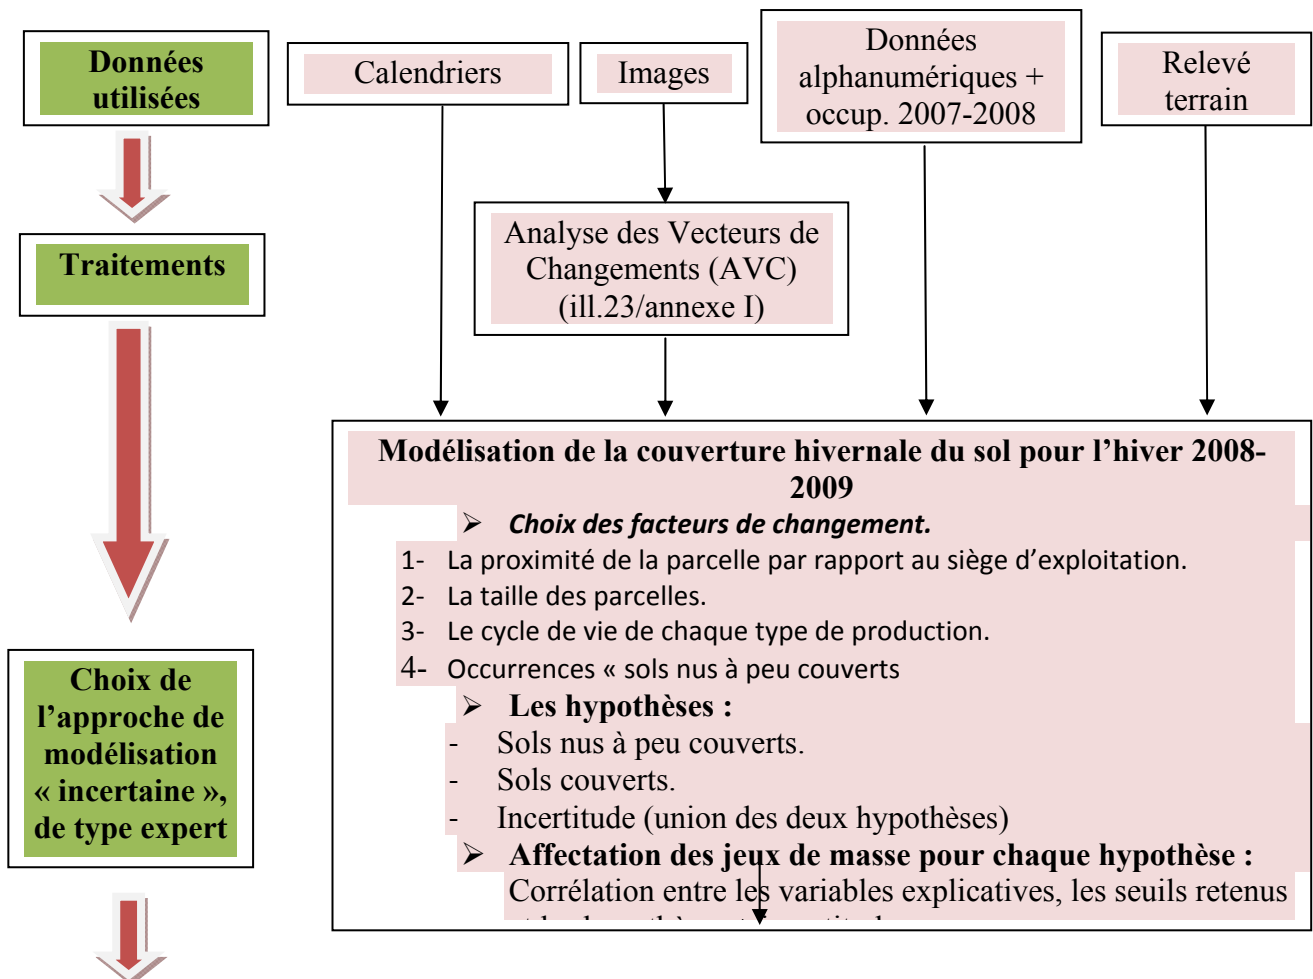 Données
utilisées
Calendriers
Images
Données
alphanumériques +
occup. 2007-2008
Relevé
terrain
Traitements
Analyse des Vecteurs de
Changements (AVC)
(ill.23/annexe I)
Modélisation de la couverture hivernale du sol pour l’hiver 2008-
2009
➢ Choix des facteurs de changement.
1- La proximité de la parcelle par rapport au siège d’exploitation.
2- La taille des parcelles.
3- Le cycle de vie de chaque type de production.
4- Occurrences « sols nus à peu couverts
➢ Les hypothèses :
- Sols nus à peu couverts.
- Sols couverts.
- Incertitude (union des deux hypothèses)
➢ Affectation des jeux de masse pour chaque hypothèse :
Corrélation entre les variables explicatives, les seuils retenus
Choix de
l’approche de
modélisation
« incertaine »,
de type expert